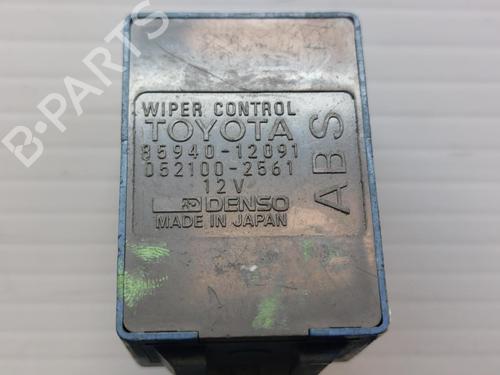 WIPER CONTROL
TOYOTA
85940-12091
052100-2561
12V
DENSO
MADE IN JAPAN
ABS
B-PARTS